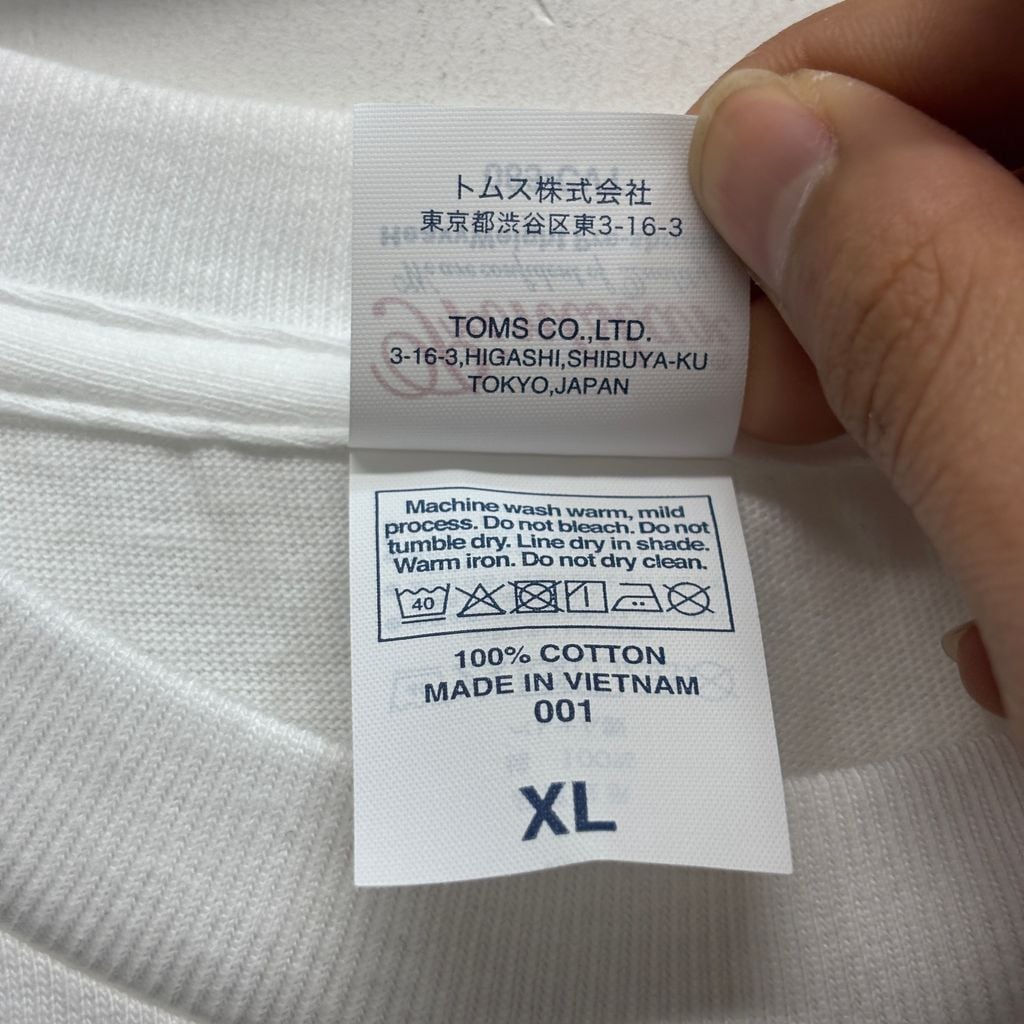 トムス株式会社
東京都渋谷区東3-16-3
TOMS CO.,LTD.
3-16-3,HIGASHI,SHIBUYA-KU
TOKYO,JAPAN
Machine wash warm, mild
process. Do not bleach. Do not
tumble dry. Line dry in shade.
Warm iron. Do not dry clean.
40
100% COTTON
MADE IN VIETNAM
001
XL